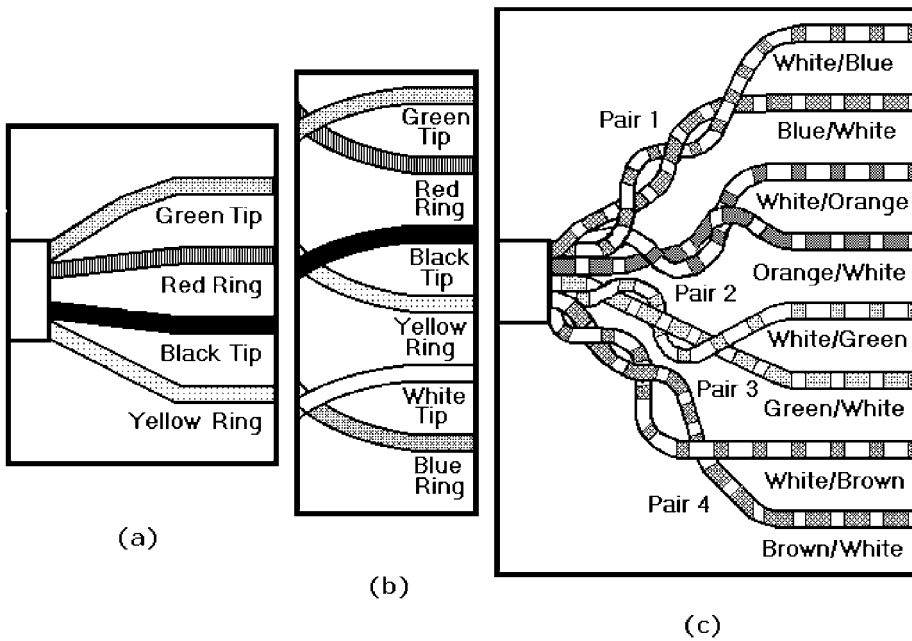 Green Tip
Red Ring
Black Tip
Yellow Ring
(a)
Green
Tip
Red
Ring
Black
Tip
Yellow
Ring
White
Tip
Blue
Ring
(b)
White/Blue
Pair 1
Blue/White
White/Orange
Orange/White
Pair 2
White/Green
Pair 3
Green/White
White/Brown
Pair 4
Brown/White
(c)